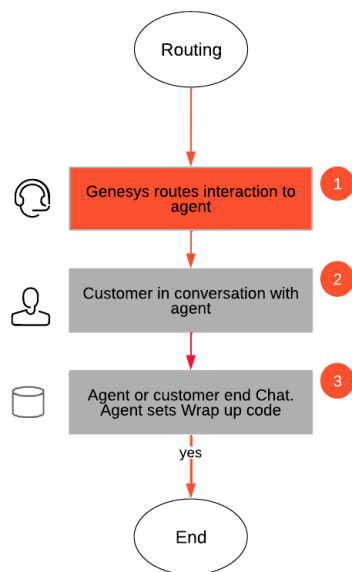 Routing
1
Genesys routes interaction to
agent
2
Customer in conversation with
agent
3
Agent or customer end Chat.
Agent sets Wrap up code
yes
End